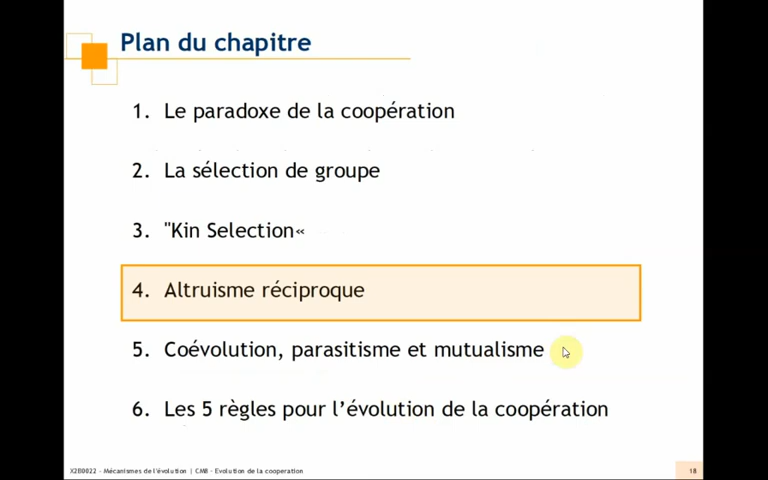 Plan du chapitre
1. Le paradoxe de la coopération
2. La sélection de groupe
3. "Kin Selection«
4. Altruisme réciproque
5. Coévolution, parasitisme et mutualisme
6. Les 5 règles pour l’évolution de la coopération
X2BI0022 - Mécanismes de l'évolution | CM8 - Evolution de la cooperation
18